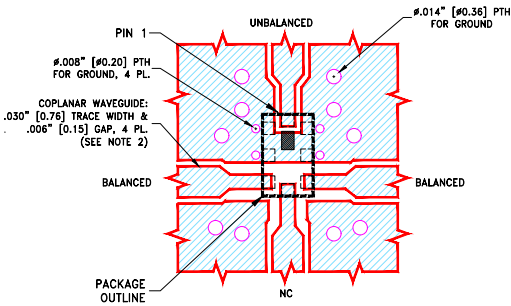 UNBALANCED
PIN 1
ø.014" [ø0.36] PTH
FOR GROUND
ø.008" [ø0.20] PTH
FOR GROUND, 4 PL.
COPLANAR WAVEGUIDE:
.030" [0.76] TRACE WIDTH &
.006" [0.15] GAP, 4 PL.
(SEE NOTE 2)
BALANCED
BALANCED
PACKAGE
OUTLINE
NC